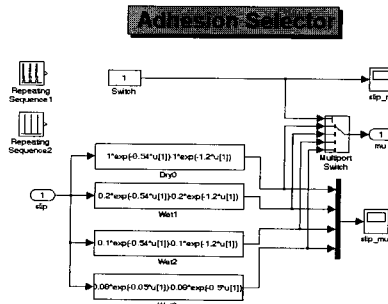 Adhesion Selector
Repeating
Sequence1
1
Switch
Repeating
Sequence2
Multiport
Switch
1
mu
1*exp(-0.54*u[1])-1*exp(-1.2*u[1])
Dry0
1
slip
0.2*exp(-0.54*u[1])-0.2*exp(-1.2*u[1])
Wet1
0.1*exp(-0.54*u[1])-0.1*exp(-1.2*u[1])
Wet2
slip_mu